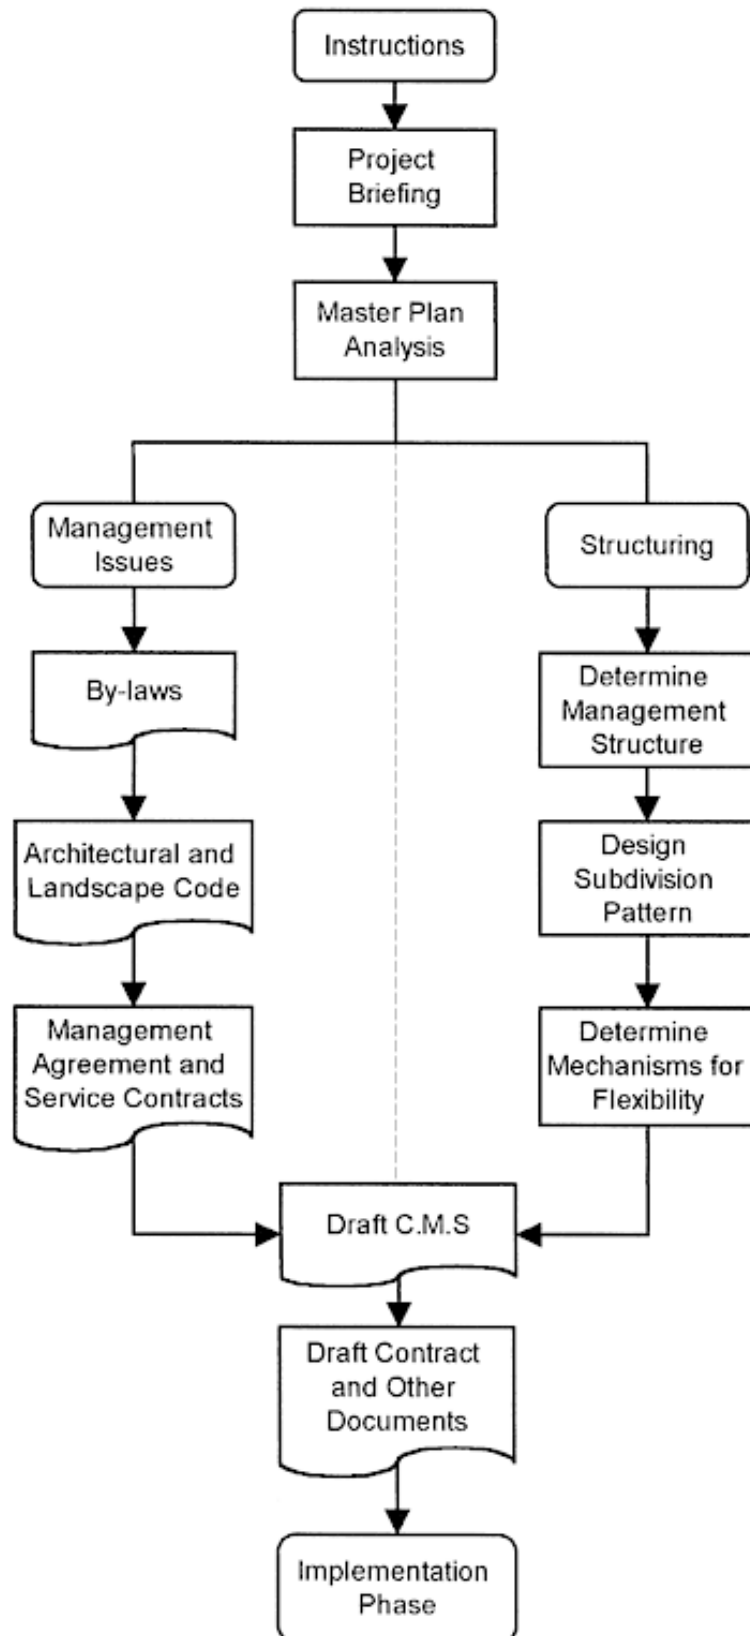 Instructions
Project
Briefing
Master Plan
Analysis
Management
Issues
By-laws
Architectural and
Landscape Code
Management
Agreement and
Service Contracts
Structuring
Determine
Management
Structure
Design
Subdivision
Pattern
Determine
Mechanisms for
Flexibility
Draft C.M.S
Draft Contract
and Other
Documents
Implementation
Phase